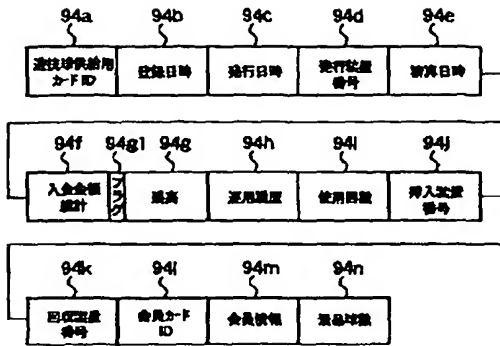 94a 94b 94c 94d 94e
遊技球供給用
カードID
登録日時
発行日時
発行装置
番号
精算日時
94f 94g1 94g 94h 94i 94j
入金金額
累計
フラグ
残高
運用履歴
使用回数
挿入装置
番号
94k 94l 94m 94n
回収装置
番号
会員カード
ID
会員情報
景品球数